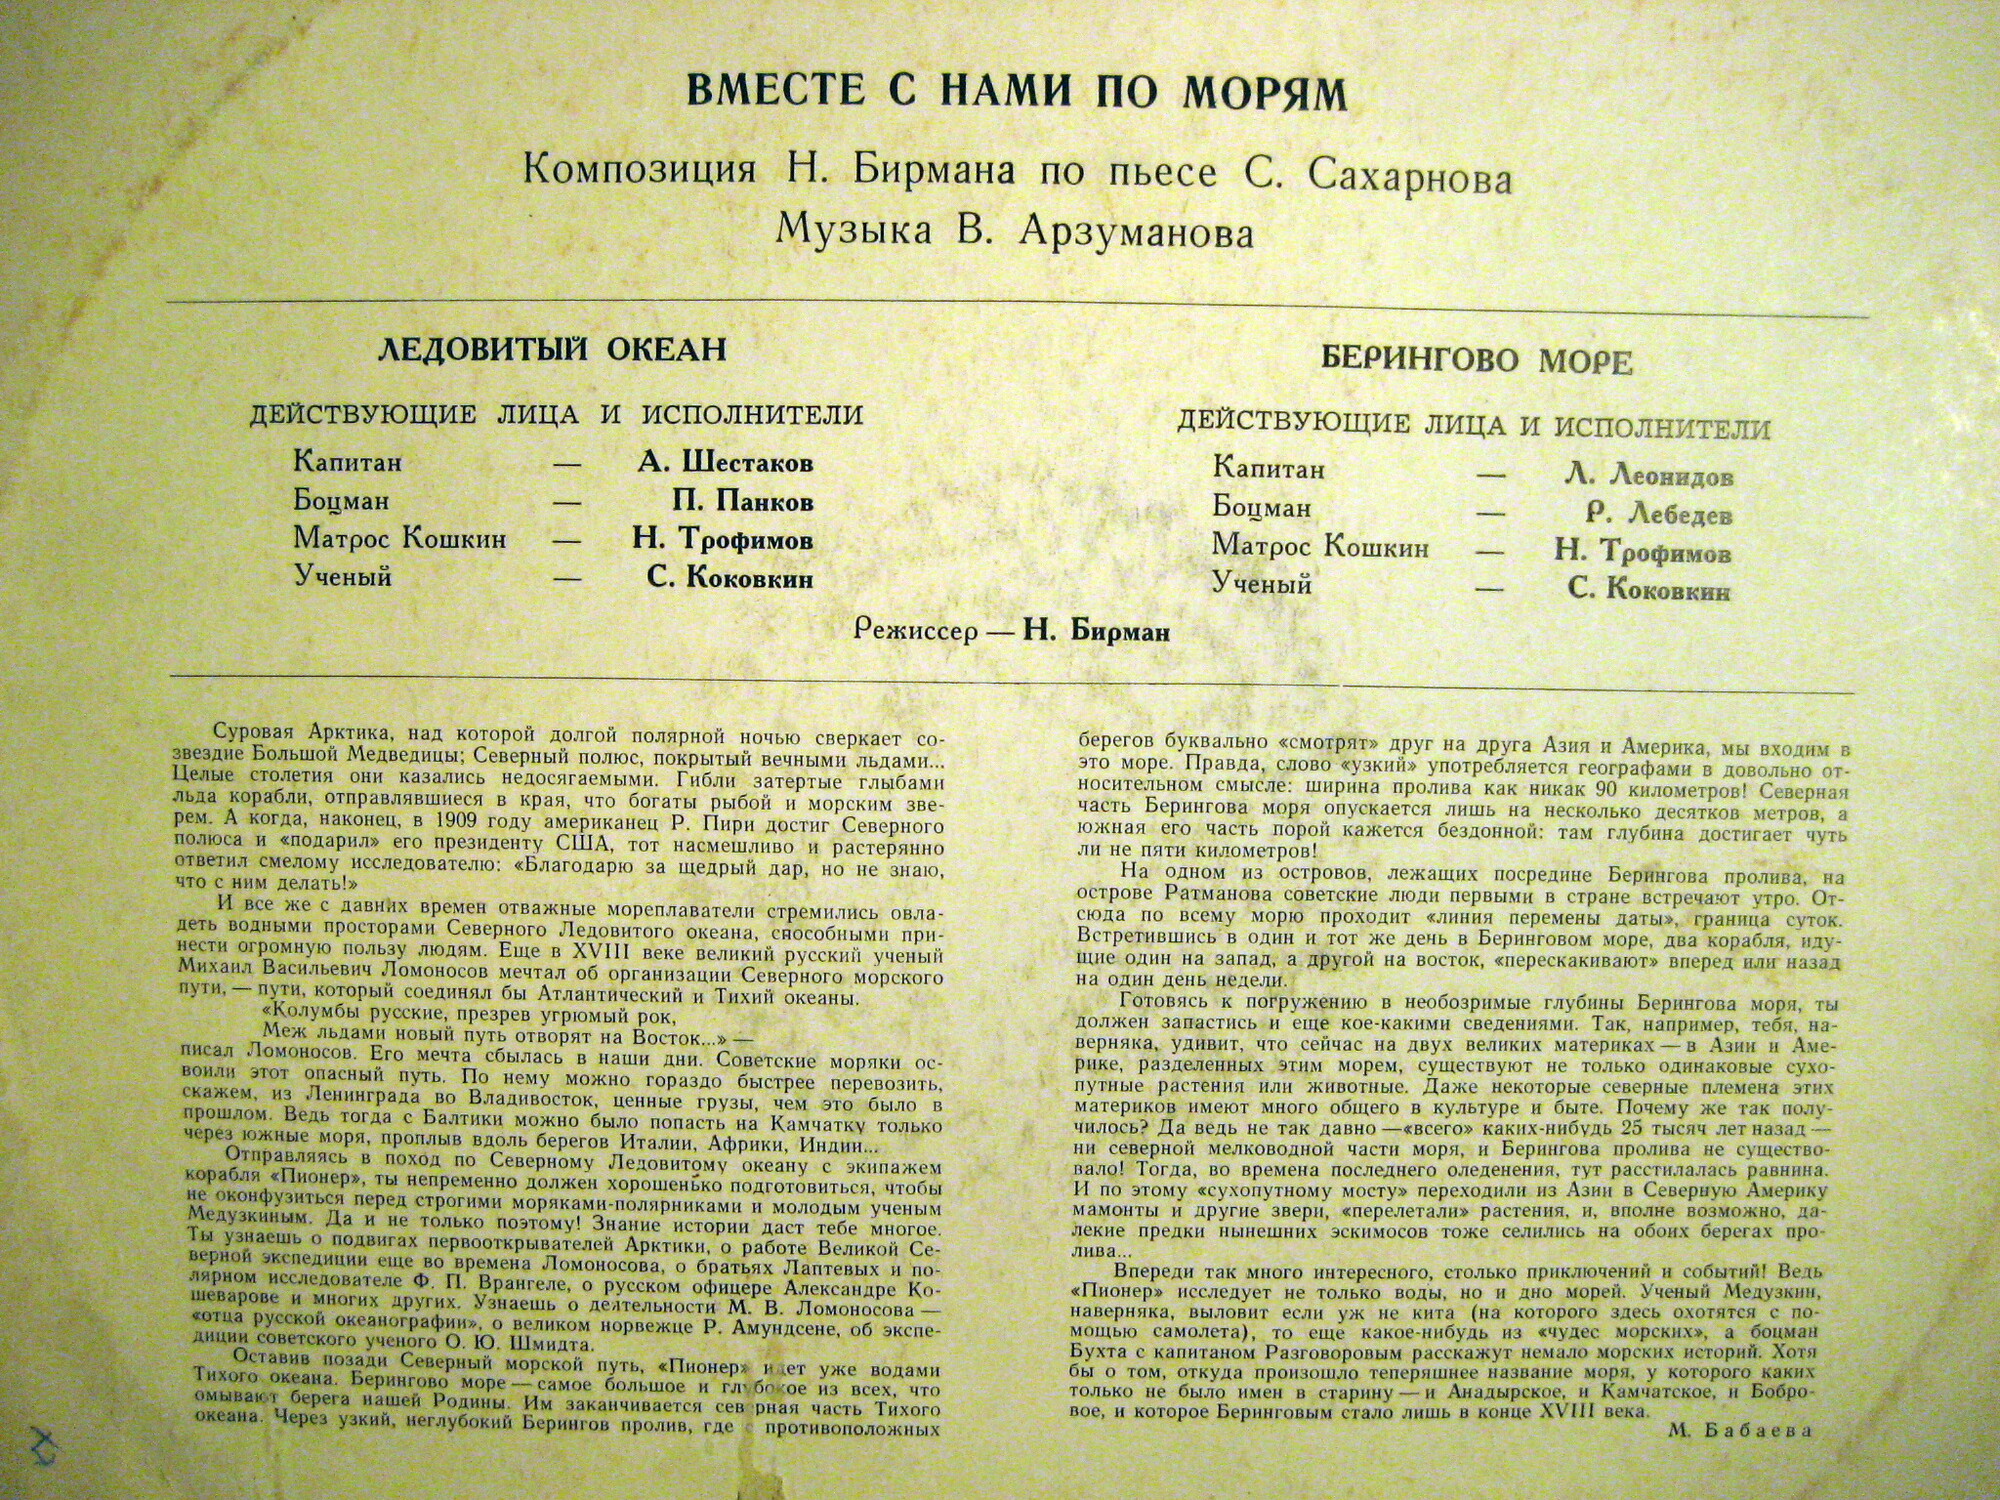 ВМЕСТЕ С НАМИ ПО МОРЯМ
Композиция Н. Бирмана по пьесе С. Сахарнова
Музыка В. Арзуманова
ЛЕДОВИТЫЙ ОКЕАН
ДЕЙСТВУЮЩИЕ ЛИЦА И ИСПОЛНИТЕЛИ
Капитан — А. Шестаков
Боцман — П. Панков
Матрос Кошкин — Н. Трофимов
Ученый — С. Коковкин
БЕРИНГОВО МОРЕ
ДЕЙСТВУЮЩИЕ ЛИЦА И ИСПОЛНИТЕЛИ
Капитан — Л. Леонидов
Боцман — Р. Лебедев
Матрос Кошкин — Н. Трофимов
Ученый — С. Коковкин
Режиссер — Н. Бирман
Суровая Арктика, над которой долгой полярной ночью сверкает со-
звездие Большой Медведицы; Северный полюс, покрытый вечными льдами...
Целые столетия они казались недосягаемыми. Гибли затертые глыбами
льда корабли, отправлявшиеся в края, что богаты рыбой и морским зве-
рем. А когда, наконец, в 1909 году американец Р. Пири достиг Северного
полюса и «подарил» его президенту США, тот насмешливо и растерянно
ответил смелому исследователю: «Благодарю за щедрый дар, но не знаю,
что с ним делать!»
И все же с давних времен отважные мореплаватели стремились овла-
деть водными просторами Северного Ледовитого океана, способными при-
нести огромную пользу людям. Еще в XVIII веке великий русский ученый
Михаил Васильевич Ломоносов мечтал об организации Северного морского
пути, — пути, который соединял бы Атлантический и Тихий океаны.
«Колумбы русские, презрев угрюмый рок,
Меж льдами новый путь отворят на Восток...» —
писал Ломоносов. Его мечта сбылась в наши дни. Советские моряки ос-
воили этот опасный путь. По нему можно гораздо быстрее перевозить,
скажем, из Ленинграда во Владивосток, ценные грузы, чем это было в
прошлом. Ведь тогда с Балтики можно было попасть на Камчатку только
через южные моря, проплыв вдоль берегов Италии, Африки, Индии...
Отправляясь в поход по Северному Ледовитому океану с экипажем
корабля «Пионер», ты непременно должен хорошенько подготовиться, чтобы
не оконфузиться перед строгими моряками-полярниками и молодым ученым
Медузкиным. Да и не только поэтому! Знание истории даст тебе многое.
Ты узнаешь о подвигах первооткрывателей Арктики, о работе Великой Се-
верной экспедиции еще во времена Ломоносова, о братьях Лаптевых и по-
лярном исследователе Ф. П. Врангеле, о русском офицере Александре Ко-
шеварове и многих других. Узнаешь о деятельности М. В. Ломоносова —
«отца русской океанографии», о великом норвежце Р. Амундсене, об экспе-
диции советского ученого О. Ю. Шмидта.
Оставив позади Северный морской путь, «Пионер» идет уже водами
Тихого океана. Берингово море — самое большое и глубокое из всех, что
омывают берега нашей Родины. Им заканчивается северная часть Тихого
океана. Через узкий, неглубокий Берингов пролив, где с противоположных
берегов буквально «смотрят» друг на друга Азия и Америка, мы входим в
это море. Правда, слово «узкий» употребляется географами в довольно от-
носительном смысле: ширина пролива как никак 90 километров! Северная
часть Берингова моря опускается лишь на несколько десятков метров, а
южная его часть порой кажется бездонной: там глубина достигает чуть
ли не пяти километров!
На одном из островов, лежащих посредине Берингова пролива, на
острове Ратманова советские люди первыми в стране встречают утро. От-
сюда по всему морю проходит «линия перемены даты», граница суток.
Встретившись в один и тот же день в Беринговом море, два корабля, иду-
щие один на запад, а другой на восток, «перескакивают» вперед или назад
на один день недели.
Готовясь к погружению в необозримые глубины Берингова моря, ты
должен запастись и еще кое-какими сведениями. Так, например, тебя, на-
верняка, удивит, что сейчас на двух великих материках — в Азии и Аме-
рике, разделенных этим морем, существуют не только одинаковые сухо-
путные растения или животные. Даже некоторые северные племена этих
материков имеют много общего в культуре и быте. Почему же так полу-
чилось? Да ведь не так давно —«всего» каких-нибудь 25 тысяч лет назад —
ни северной мелководной части моря, и Берингова пролива не существо-
вало! Тогда, во времена последнего оледенения, тут расстилалась равнина.
И по этому «сухопутному мосту» переходили из Азии в Северную Америку
мамонты и другие звери, «перелетали» растения, и, вполне возможно, да-
лекие предки нынешних эскимосов тоже селились на обоих берегах про-
лива...
Впереди так много интересного, столько приключений и событий! Ведь
«Пионер» исследует не только воды, но и дно морей. Ученый Медузкин,
наверняка, выловит если уж не кита (на которого здесь охотятся с по-
мощью самолета), то еще какое-нибудь из «чудес морских», а боцман
Бухта с капитаном Разговоровым расскажут немало морских историй. Хотя
бы о том, откуда произошло теперяшнее название моря, у которого каких
только не было имен в старину — и Анадырское, и Камчатское, и Бобро-
вое, и которое Беринговым стало лишь в конце XVIII века.
М. Бабаева